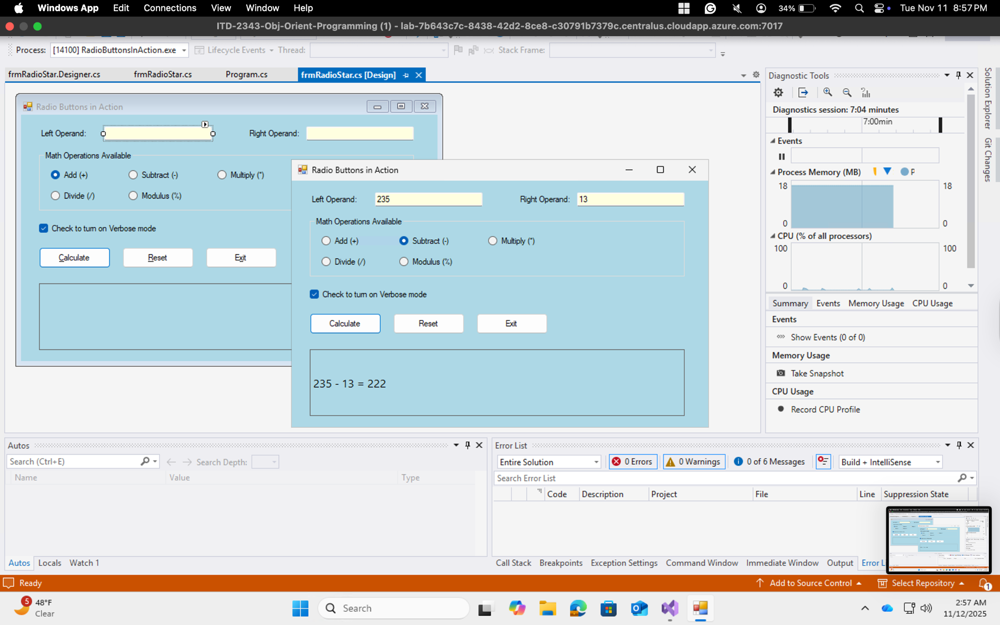 Windows App Edit Connections View Window Help 34% Tue Nov 11 8:57 PM
ITD-2343-Obj-Orient-Programming (1) - lab-7b643c7c-8438-42d2-8ce8-c30791b7379c.centralus.cloudapp.azure.com:7017
Process: [14100] RadioButtonsInAction.exe Lifecycle Events Thread: Stack Frame:
frmRadioStar.Designer.cs frmRadioStar.cs Program.cs frmRadioStar.cs [Design]
Radio Buttons in Action
Left Operand: Right Operand:
Math Operations Available
Add (+) Subtract (-) Multiply (*)
Divide (/) Modulus (%)
Check to turn on Verbose mode
Calculate Reset Exit
Radio Buttons in Action
Left Operand: 235 Right Operand: 13
Math Operations Available
Add (+) Subtract (-) Multiply (*)
Divide (/) Modulus (%)
Check to turn on Verbose mode
Calculate Reset Exit
235 - 13 = 222
Diagnostic Tools
Diagnostics session: 7:04 minutes
7:00min
Events
Process Memory (MB) P
18 18
0 0
CPU (% of all processors)
100 100
0 0
Summary Events Memory Usage CPU Usage
Events
Show Events (0 of 0)
Memory Usage
Take Snapshot
CPU Usage
Record CPU Profile
Solution Explorer
Git Changes
Autos
Search (Ctrl+E) Search Depth:
Name Value Type
Autos Locals Watch 1
Error List
Entire Solution 0 Errors 0 Warnings 0 of 6 Messages Build + IntelliSense
Search Error List
Code Description Project File Line Suppression State
Call Stack Breakpoints Exception Settings Command Window Immediate Window Output Error Li
Ready Add to Source Control Select Repository 1
5 48°F
Clear
Search
2:57 AM
11/12/2025